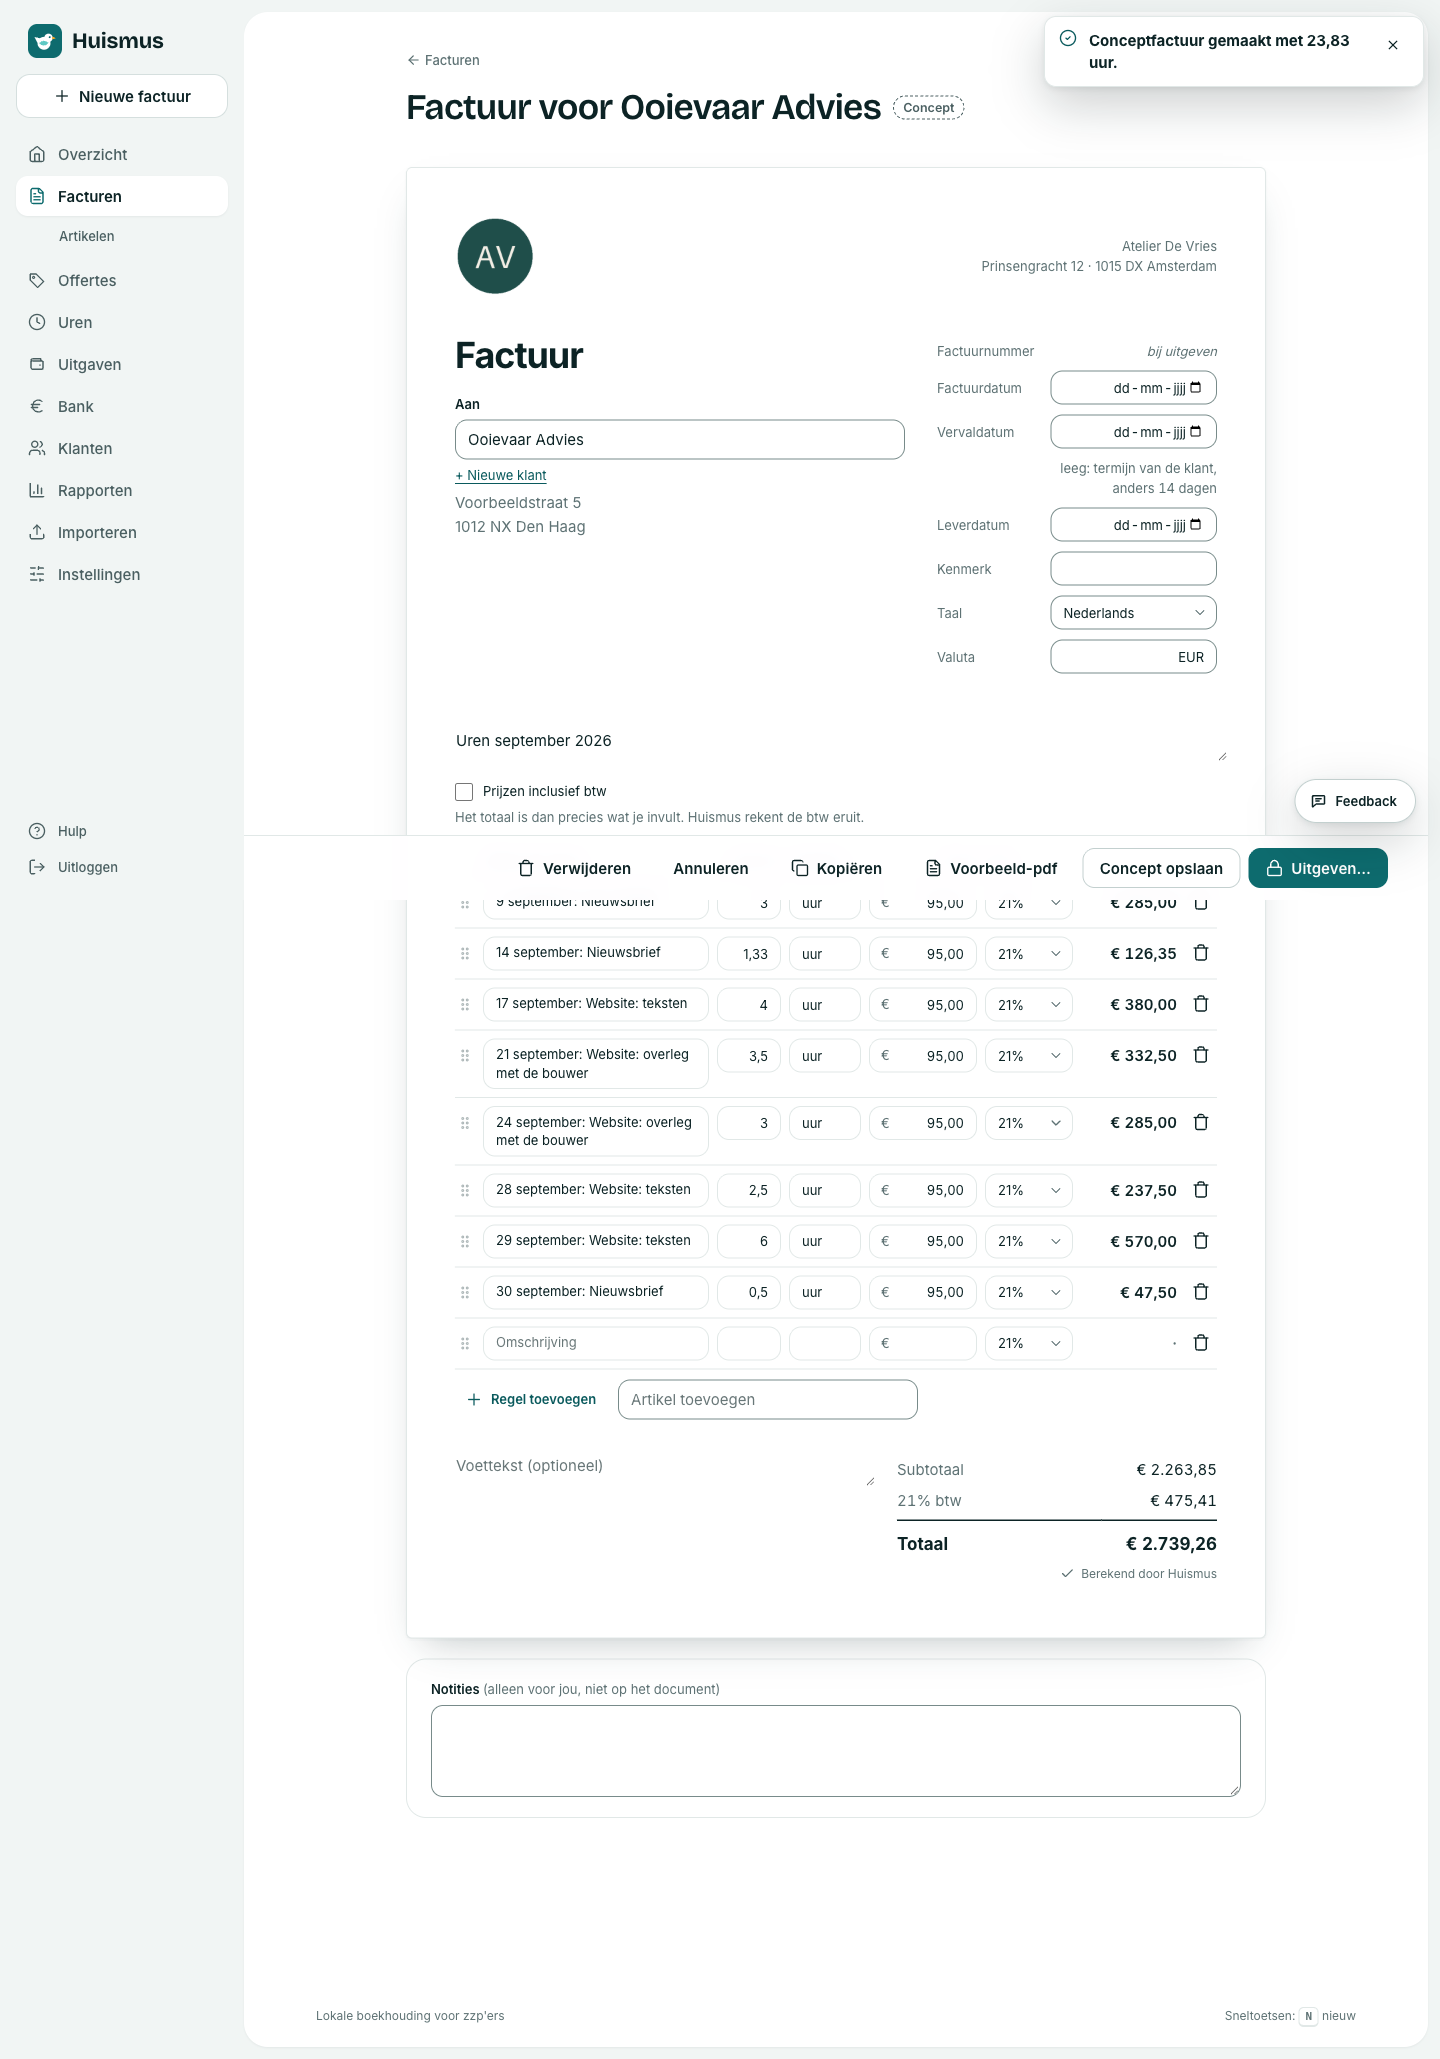 Huismus
Nieuwe factuur
Overzicht
Facturen
Artikelen
Offertes
Uren
Uitgaven
Bank
Klanten
Rapporten
Importeren
Instellingen
Hulp
Uitloggen
Conceptfactuur gemaakt met 23,83
uur.
Facturen
Factuur voor Ooievaar Advies Concept
AV
Atelier De Vries
Prinsengracht 12 · 1015 DX Amsterdam
Factuur
Aan
Ooievaar Advies
+ Nieuwe klant
Voorbeeldstraat 5
1012 NX Den Haag
Factuurnummer bij uitgeven
Factuurdatum dd-mm-jjjj
Vervaldatum dd-mm-jjjj
leeg: termijn van de klant,
anders 14 dagen
Leverdatum dd-mm-jjjj
Kenmerk
Taal Nederlands
Valuta EUR
Uren september 2026
Prijzen inclusief btw
Het totaal is dan precies wat je invult. Huismus rekent de btw eruit.
Feedback
Verwijderen Annuleren Kopiëren Voorbeeld-pdf Concept opslaan Uitgeven...
9 september: Nieuwsbrief 3 uur € 95,00 21% € 285,00
14 september: Nieuwsbrief 1,33 uur € 95,00 21% € 126,35
17 september: Website: teksten 4 uur € 95,00 21% € 380,00
21 september: Website: overleg 3,5 uur € 95,00 21% € 332,50
met de bouwer
24 september: Website: overleg 3 uur € 95,00 21% € 285,00
met de bouwer
28 september: Website: teksten 2,5 uur € 95,00 21% € 237,50
29 september: Website: teksten 6 uur € 95,00 21% € 570,00
30 september: Nieuwsbrief 0,5 uur € 95,00 21% € 47,50
Omschrijving € 21% ·
Regel toevoegen Artikel toevoegen
Voettekst (optioneel)
Subtotaal € 2.263,85
21% btw € 475,41
Totaal € 2.739,26
Berekend door Huismus
Notities (alleen voor jou, niet op het document)
Lokale boekhouding voor zzp'ers
Sneltoetsen: N nieuw